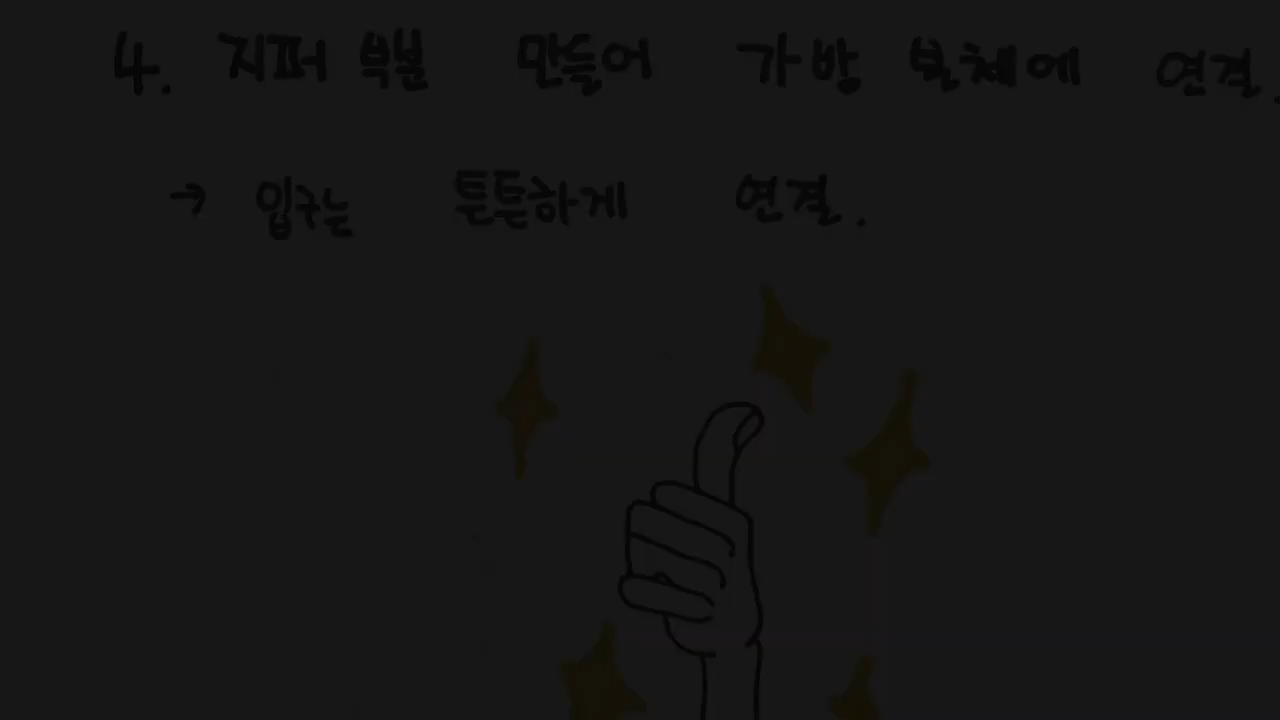 4. 지퍼 부분 만들어 가방 본체에 연결.
→ 입구는 튼튼하게 연결.